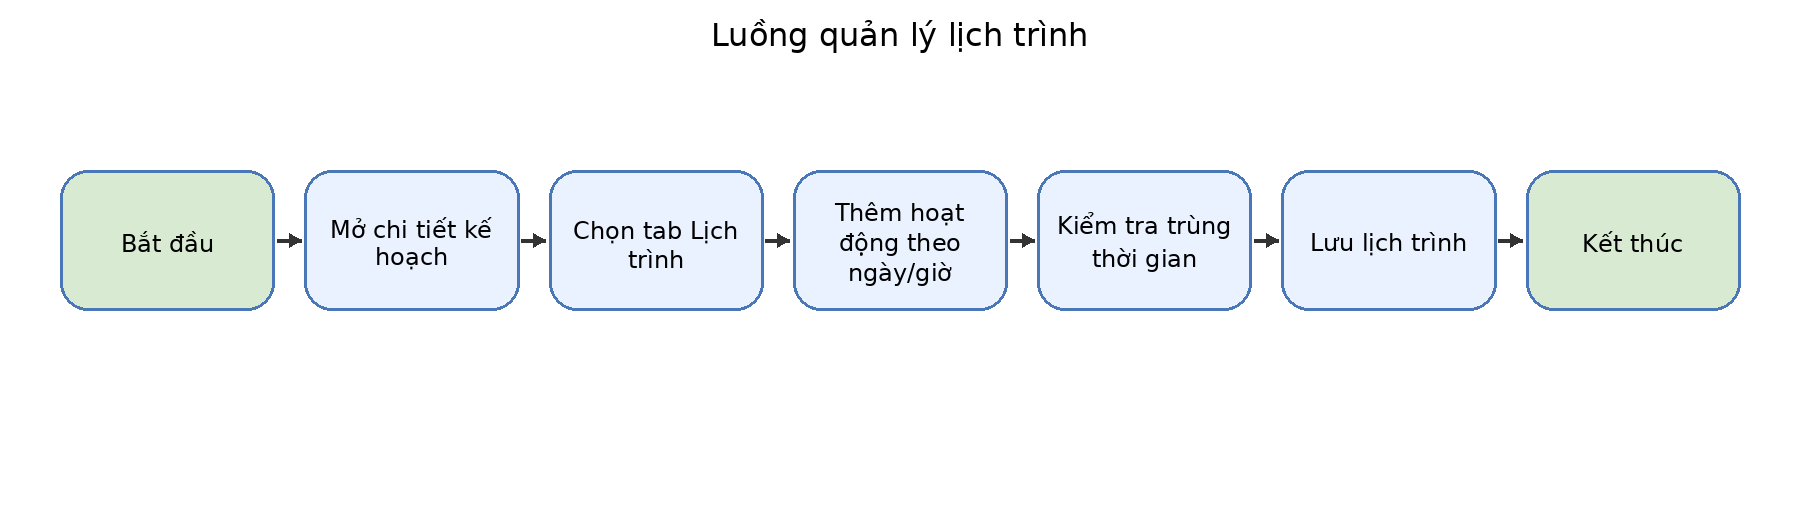 Luồng quản lý lịch trình
Bắt đầu
Mở chi tiết kế
hoạch
Chọn tab Lịch
trình
Thêm hoạt
động theo
ngày/giờ
Kiểm tra trùng
thời gian
Lưu lịch trình
Kết thúc